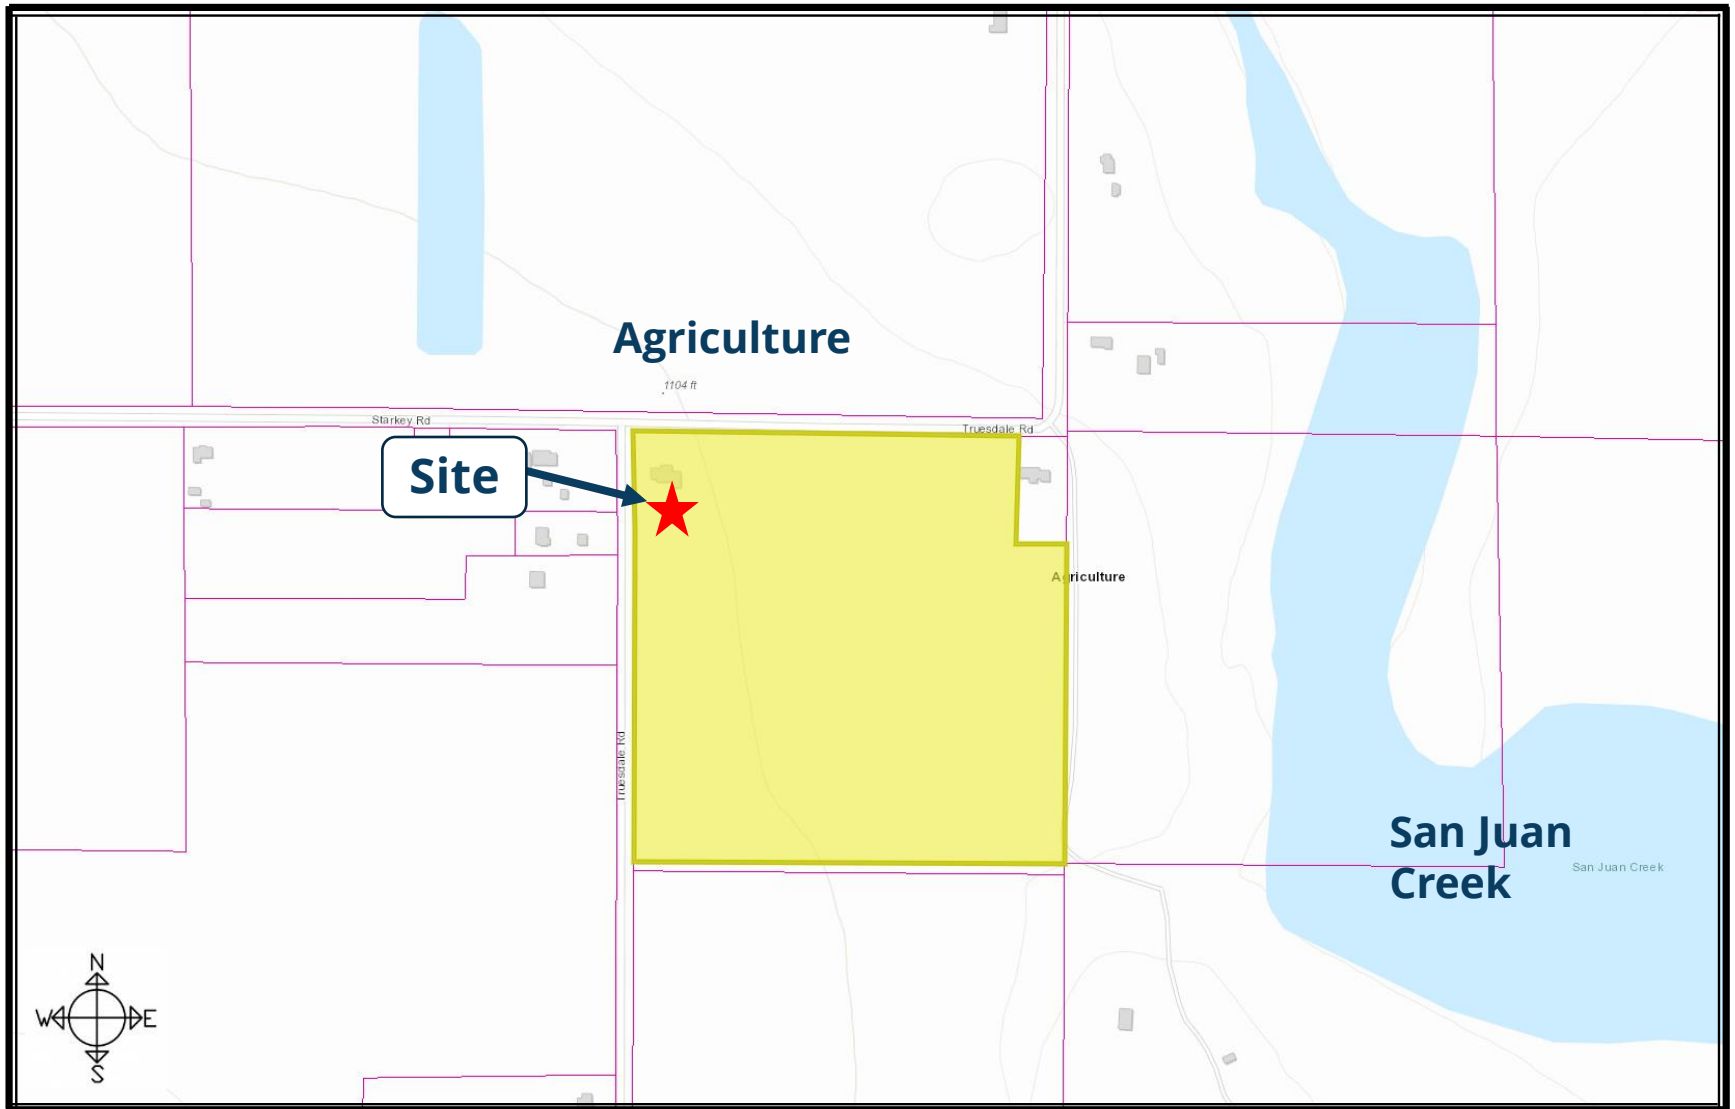 Agriculture
1104 ft
Starkey Rd
Truesdale Rd
Site
Agriculture
Truesdale Rd
San Juan
Creek
San Juan Creek
N
W E
S